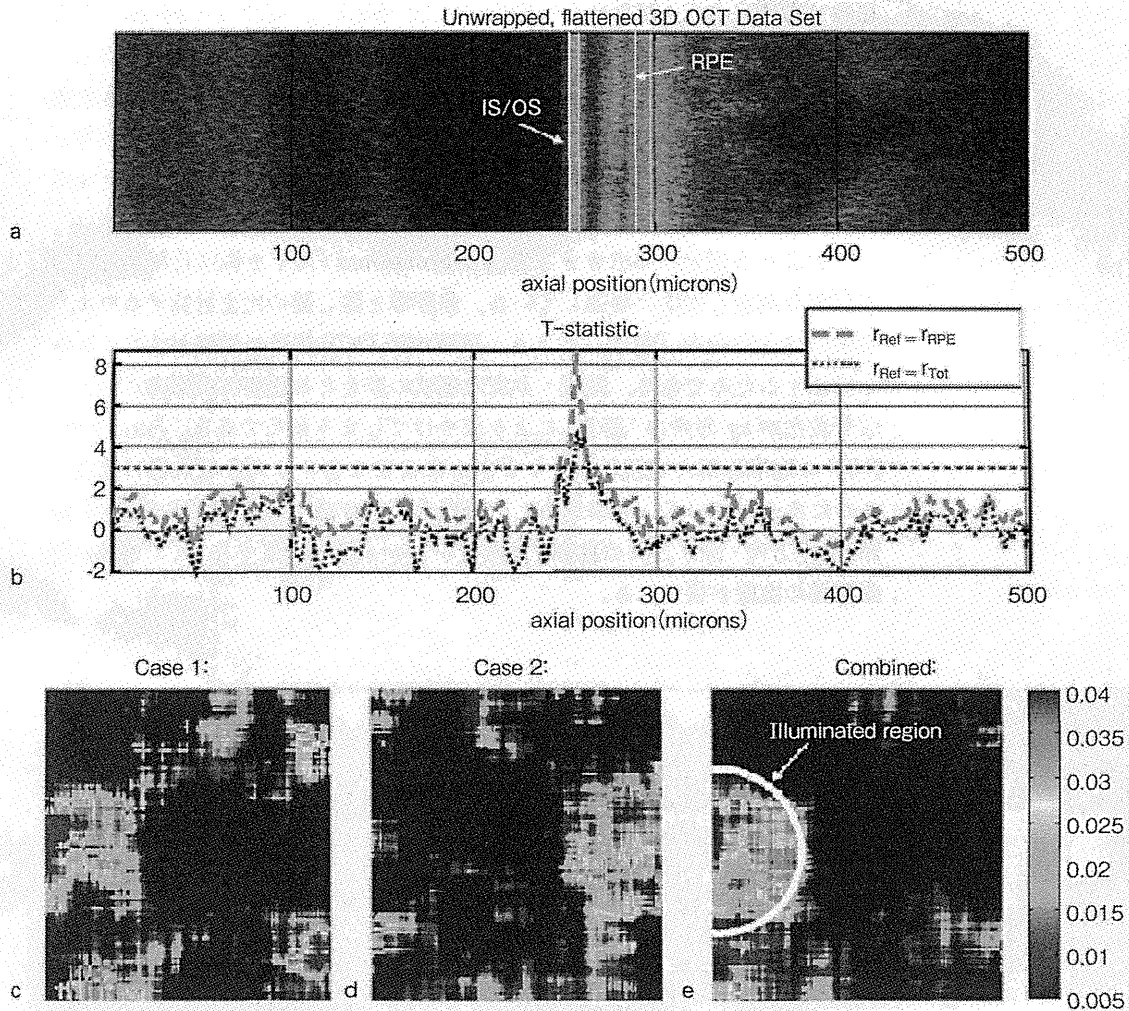 Unwrapped, flattened 3D OCT Data Set
RPE
IS/OS
a
100 200 300 400 500
axial position(microns)
T-statistic
r_Ref = r_RPE
r_Ref = r_Tot
8
6
4
2
0
-2
b
100 200 300 400 500
axial position(microns)
Case 1: Case 2: Combined:
Illuminated region
0.04
0.035
0.03
0.025
0.02
0.015
0.01
0.005
c d e